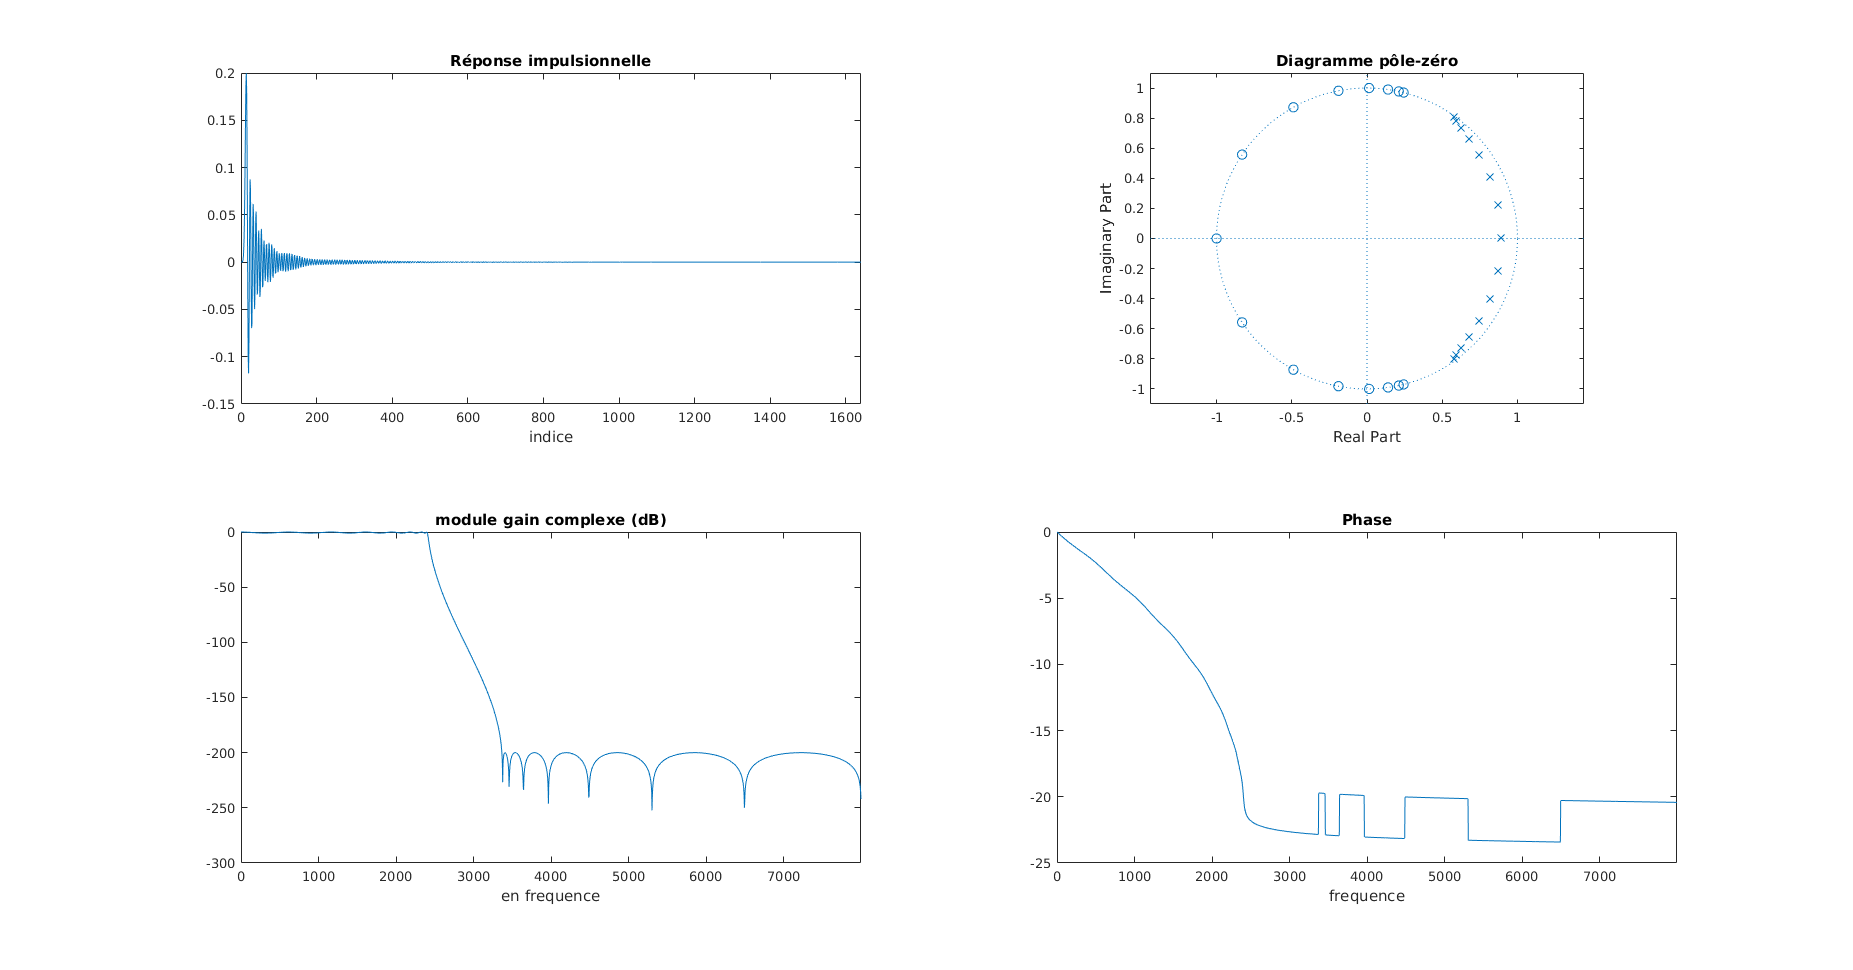 Réponse impulsionnelle
0.2
0.15
0.1
0.05
0
-0.05
-0.1
-0.15
0 200 400 600 800 1000 1200 1400 1600
indice
Diagramme pôle-zéro
Imaginary Part
1
0.8
0.6
0.4
0.2
0
-0.2
-0.4
-0.6
-0.8
-1
-1 -0.5 0 0.5 1
Real Part
module gain complexe (dB)
0
-50
-100
-150
-200
-250
-300
0 1000 2000 3000 4000 5000 6000 7000
en frequence
Phase
0
-5
-10
-15
-20
-25
0 1000 2000 3000 4000 5000 6000 7000
frequence